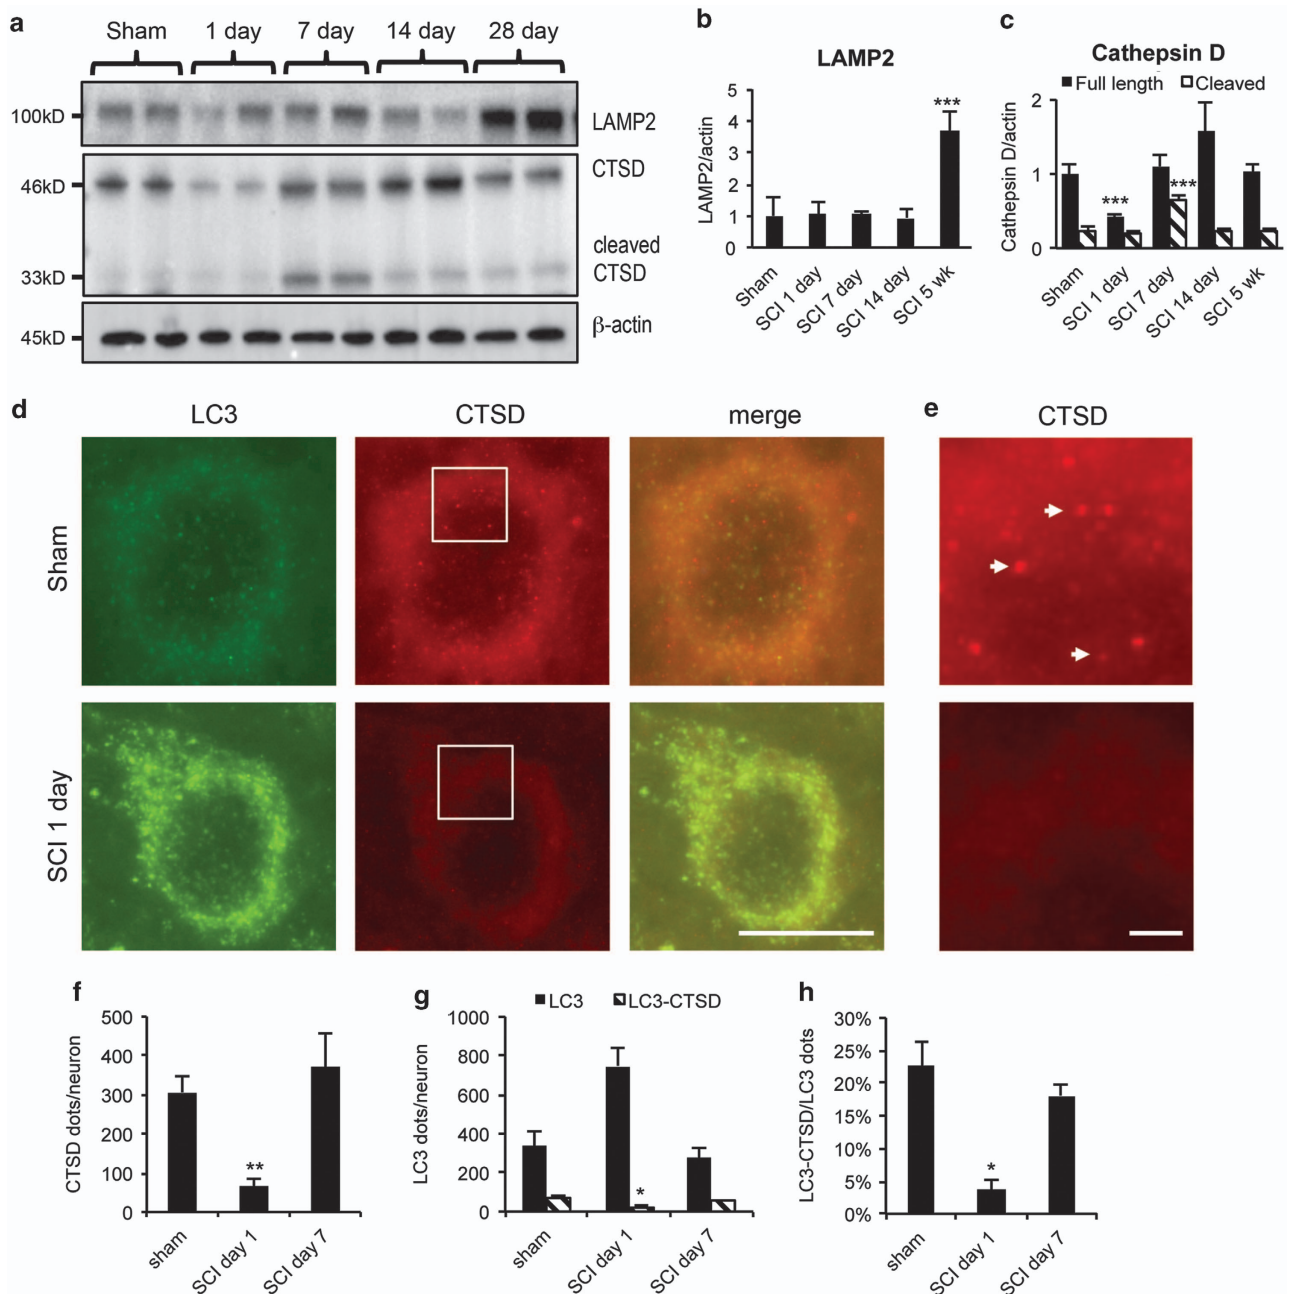 a
Sham 1 day 7 day 14 day 28 day
100kD
LAMP2
46kD
CTSD
cleaved
CTSD
33kD
45kD
β-actin
b
LAMP2
LAMP2/actin
5
4
3
2
1
0
Sham
SCI 1 day
SCI 7 day
SCI 14 day
SCI 5 wk
***
c
Cathepsin D
Full length Cleaved
Cathepsin D/actin
2
1
0
***
***
Sham
SCI 1 day
SCI 7 day
SCI 14 day
SCI 5 wk
d
LC3 CTSD merge
Sham
SCI 1 day
e
CTSD
f
CTSD dots/neuron
500
400
300
200
100
0
**
sham
SCI day 1
SCI day 7
g
LC3 LC3-CTSD
LC3 dots/neuron
1000
800
600
400
200
0
*
sham
SCI day 1
SCI day 7
h
LC3-CTSD/LC3 dots
30%
25%
20%
15%
10%
5%
0%
*
sham
SCI day 1
SCI day 7